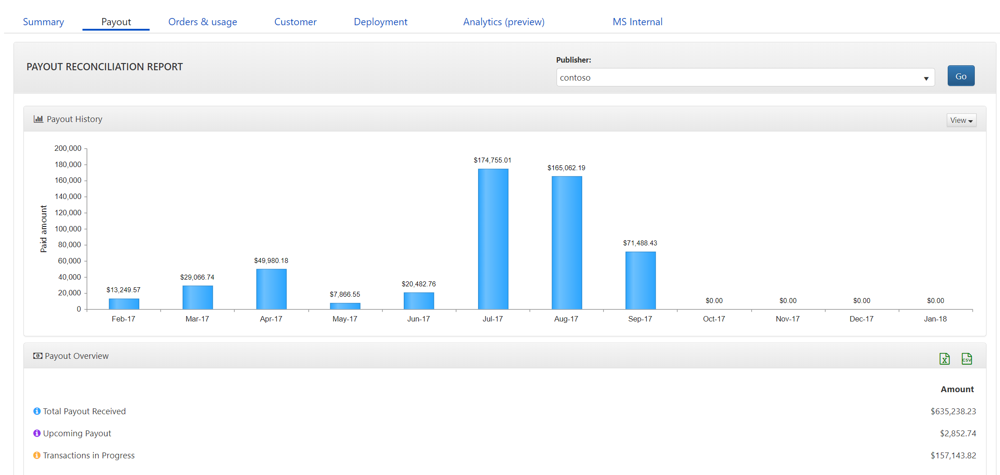 Summary Payout Orders & usage Customer Deployment Analytics (preview) MS Internal
Publisher:
PAYOUT RECONCILIATION REPORT
contoso
Go
Payout History
View
200,000
180,000
160,000
140,000
120,000
100,000
80,000
60,000
40,000
20,000
0
Paid amount
$13,249.57
$29,066.74
$49,980.18
$7,866.55
$20,482.76
$174,755.01
$165,062.19
$71,488.43
$0.00
$0.00
$0.00
$0.00
Feb-17 Mar-17 Apr-17 May-17 Jun-17 Jul-17 Aug-17 Sep-17 Oct-17 Nov-17 Dec-17 Jan-18
Payout Overview
X
CSV
Amount
Total Payout Received $635,238.23
Upcoming Payout $2,852.74
Transactions in Progress $157,143.82